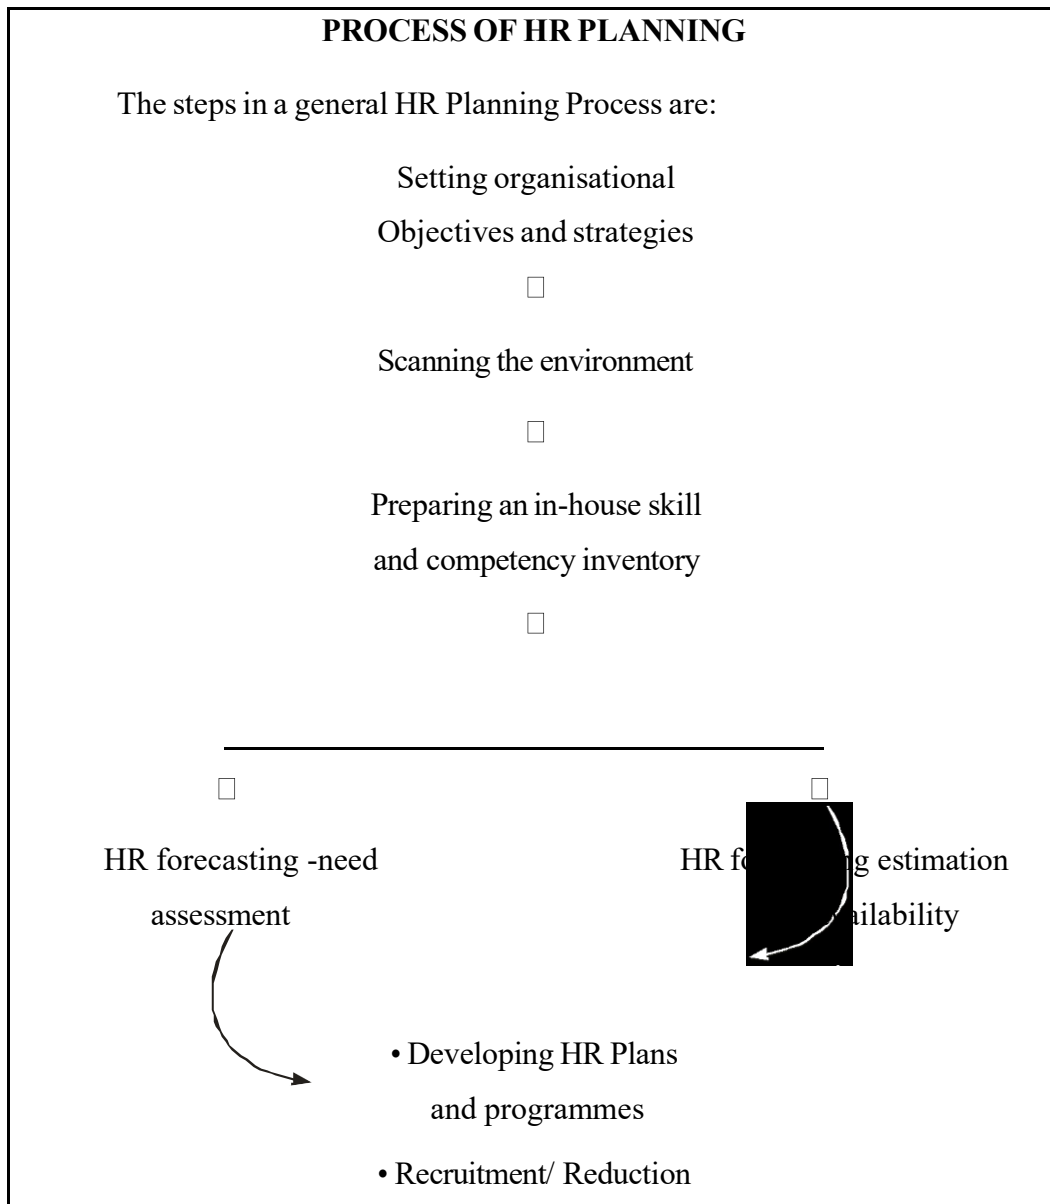 PROCESS OF HR PLANNING
The steps in a general HR Planning Process are:
Setting organisational
Objectives and strategies
Scanning the environment
Preparing an in-house skill
and competency inventory
HR forecasting -need
assessment
HR estimation
• Developing HR Plans
and programmes
• Recruitment/ Reduction